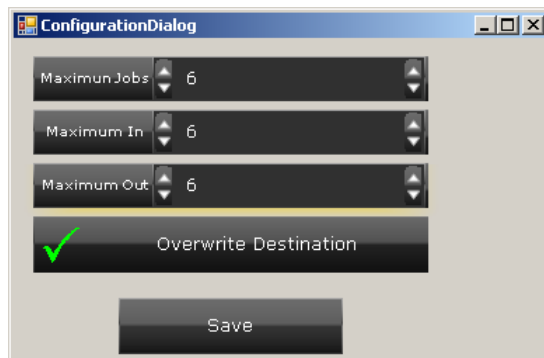 ConfigurationDialog
Maximun Jobs 6
Maximum In 6
Maximum Out 6
Overwrite Destination
Save